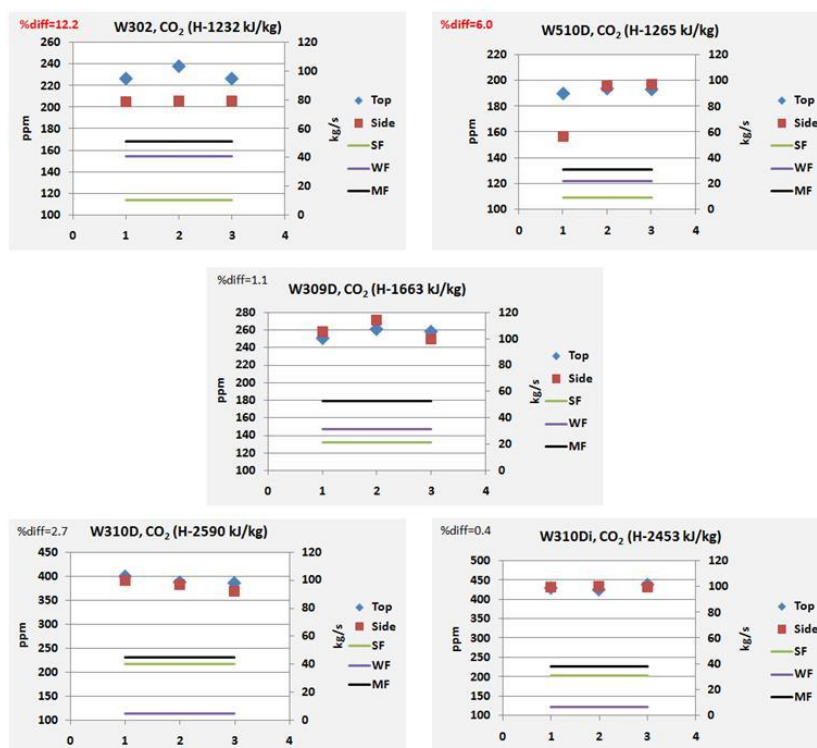 %diff=12.2
W302, CO₂ (H-1232 kJ/kg)
260
240
220
200
180
160
140
120
100
ppm
120
100
80
60
40
20
0
kg/s
0 1 2 3 4
Top
Side
SF
WF
MF
%diff=6.0
W510D, CO₂ (H-1265 kJ/kg)
220
200
180
160
140
120
100
ppm
120
100
80
60
40
20
0
kg/s
0 1 2 3 4
Top
Side
SF
WF
MF
%diff=1.1
W309D, CO₂ (H-1663 kJ/kg)
280
260
240
220
200
180
160
140
120
100
ppm
120
100
80
60
40
20
0
kg/s
0 1 2 3 4
Top
Side
SF
WF
MF
%diff=2.7
W310D, CO₂ (H-2590 kJ/kg)
450
400
350
300
250
200
150
100
ppm
120
100
80
60
40
20
0
kg/s
0 1 2 3 4
Top
Side
SF
WF
MF
%diff=0.4
W310Di, CO₂ (H-2453 kJ/kg)
500
450
400
350
300
250
200
150
100
ppm
120
100
80
60
40
20
0
kg/s
0 1 2 3 4
Top
Side
SF
WF
MF